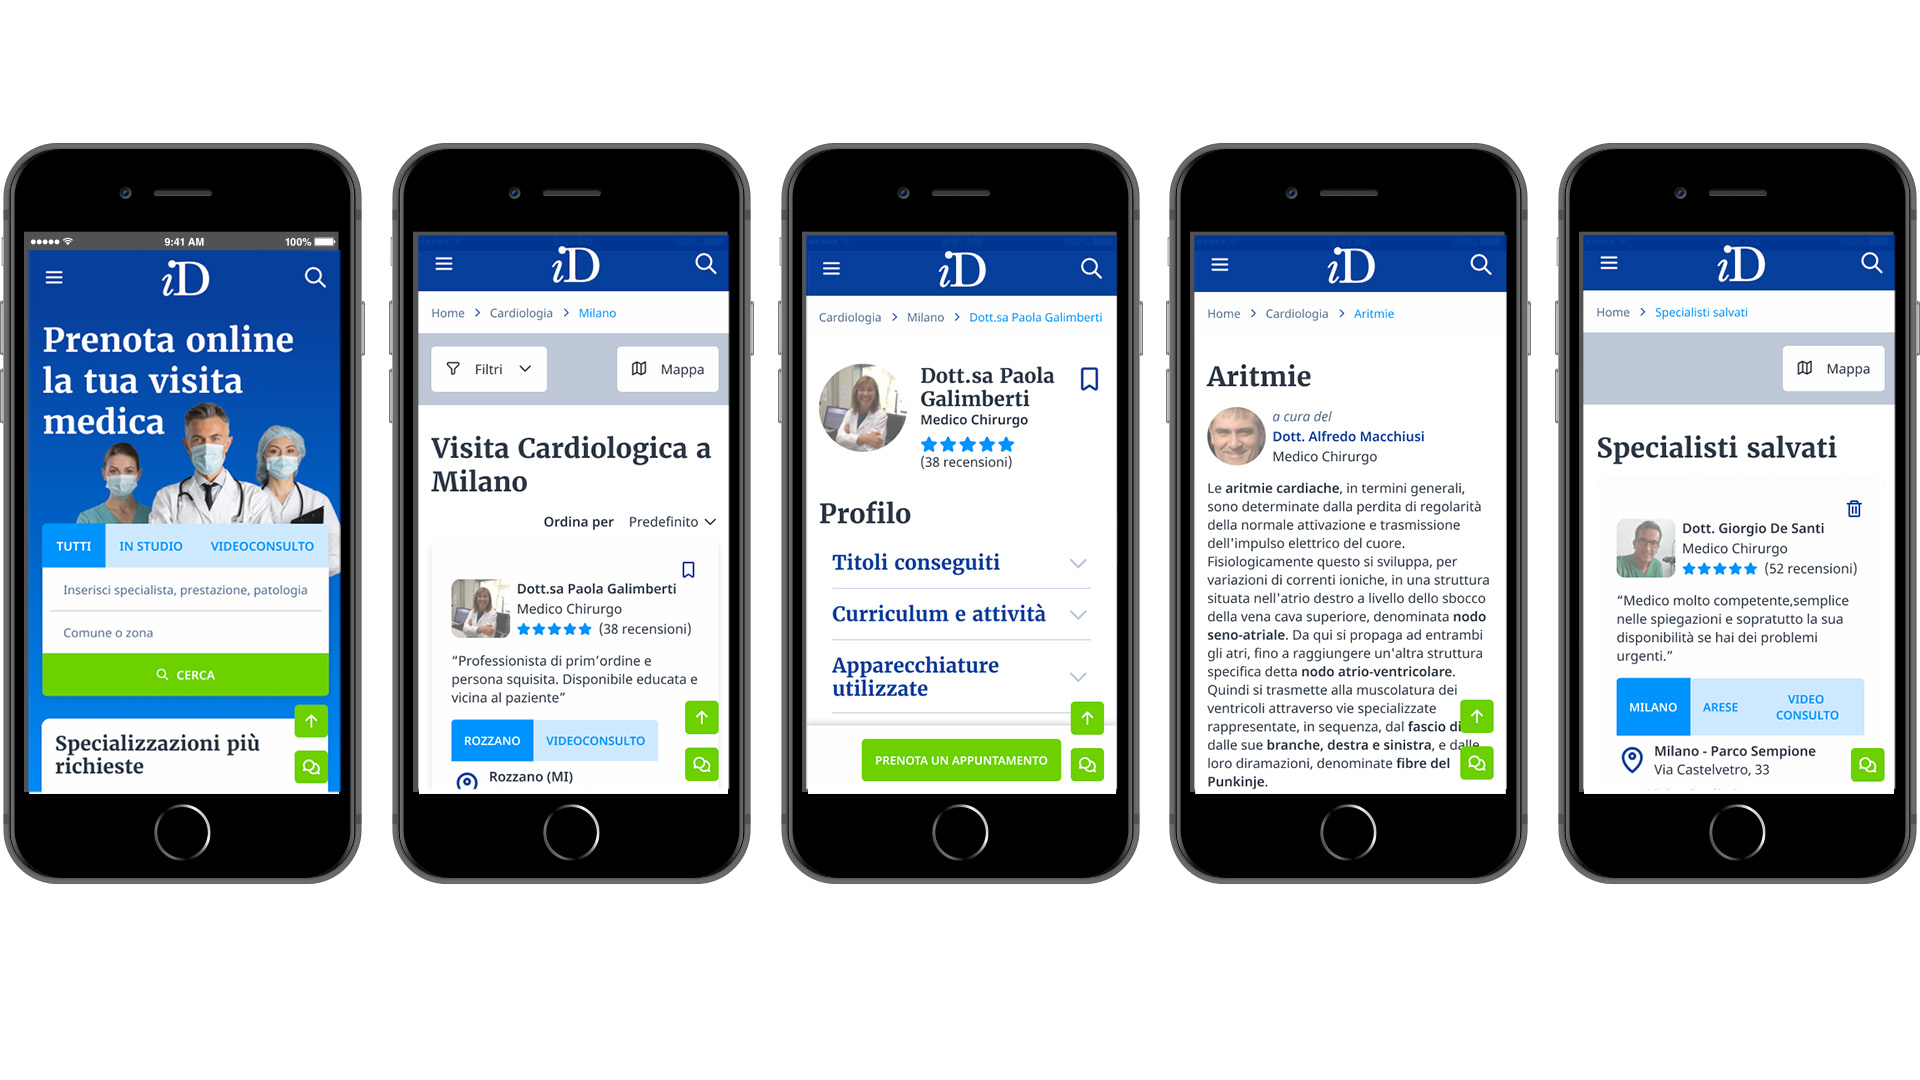 9:41 AM
100%
iD
Prenota online
la tua visita
medica
TUTTI
IN STUDIO
VIDEOCONSULTO
Inserisci specialista, prestazione, patologia
Comune o zona
CERCA
Specializzazioni più
richieste
iD
Home > Cardiologia > Milano
Filtri
Mappa
Visita Cardiologica a
Milano
Ordina per Predefinito
Dott.sa Paola Galimberti
Medico Chirurgo
(38 recensioni)
“Professionista di prim’ordine e
persona squisita. Disponibile educata e
vicina al paziente”
ROZZANO
VIDEOCONSULTO
Rozzano (MI)
iD
Cardiologia > Milano > Dott.sa Paola Galimberti
Dott.sa Paola
Galimberti
Medico Chirurgo
(38 recensioni)
Profilo
Titoli conseguiti
Curriculum e attività
Apparecchiature
utilizzate
PRENOTA UN APPUNTAMENTO
iD
Home > Cardiologia > Aritmie
Aritmie
a cura del
Dott. Alfredo Macchiusi
Medico Chirurgo
Le aritmie cardiache, in termini generali,
sono determinate dalla perdita di regolarità
della normale attivazione e trasmissione
dell'impulso elettrico del cuore.
Fisiologicamente questo si sviluppa, per
variazioni di correnti ioniche, in una struttura
situata nell'atrio destro a livello dello sbocco
della vena cava superiore, denominata nodo
seno-atriale. Da qui si propaga ad entrambi
gli atri, fino a raggiungere un'altra struttura
specifica detta nodo atrio-ventricolare.
Quindi si trasmette alla muscolatura dei
ventricoli attraverso vie specializzate
rappresentate, in sequenza, dal fascio di
dalle sue branche, destra e sinistra, e dalle
loro diramazioni, denominate fibre del
Punkinje.
iD
Home > Specialisti salvati
Mappa
Specialisti salvati
Dott. Giorgio De Santi
Medico Chirurgo
(52 recensioni)
“Medico molto competente,semplice
nelle spiegazioni e sopratutto la sua
disponibilità se hai dei problemi
urgenti.”
MILANO
ARESE
VIDEO
CONSULTO
Milano - Parco Sempione
Via Castelvetro, 33